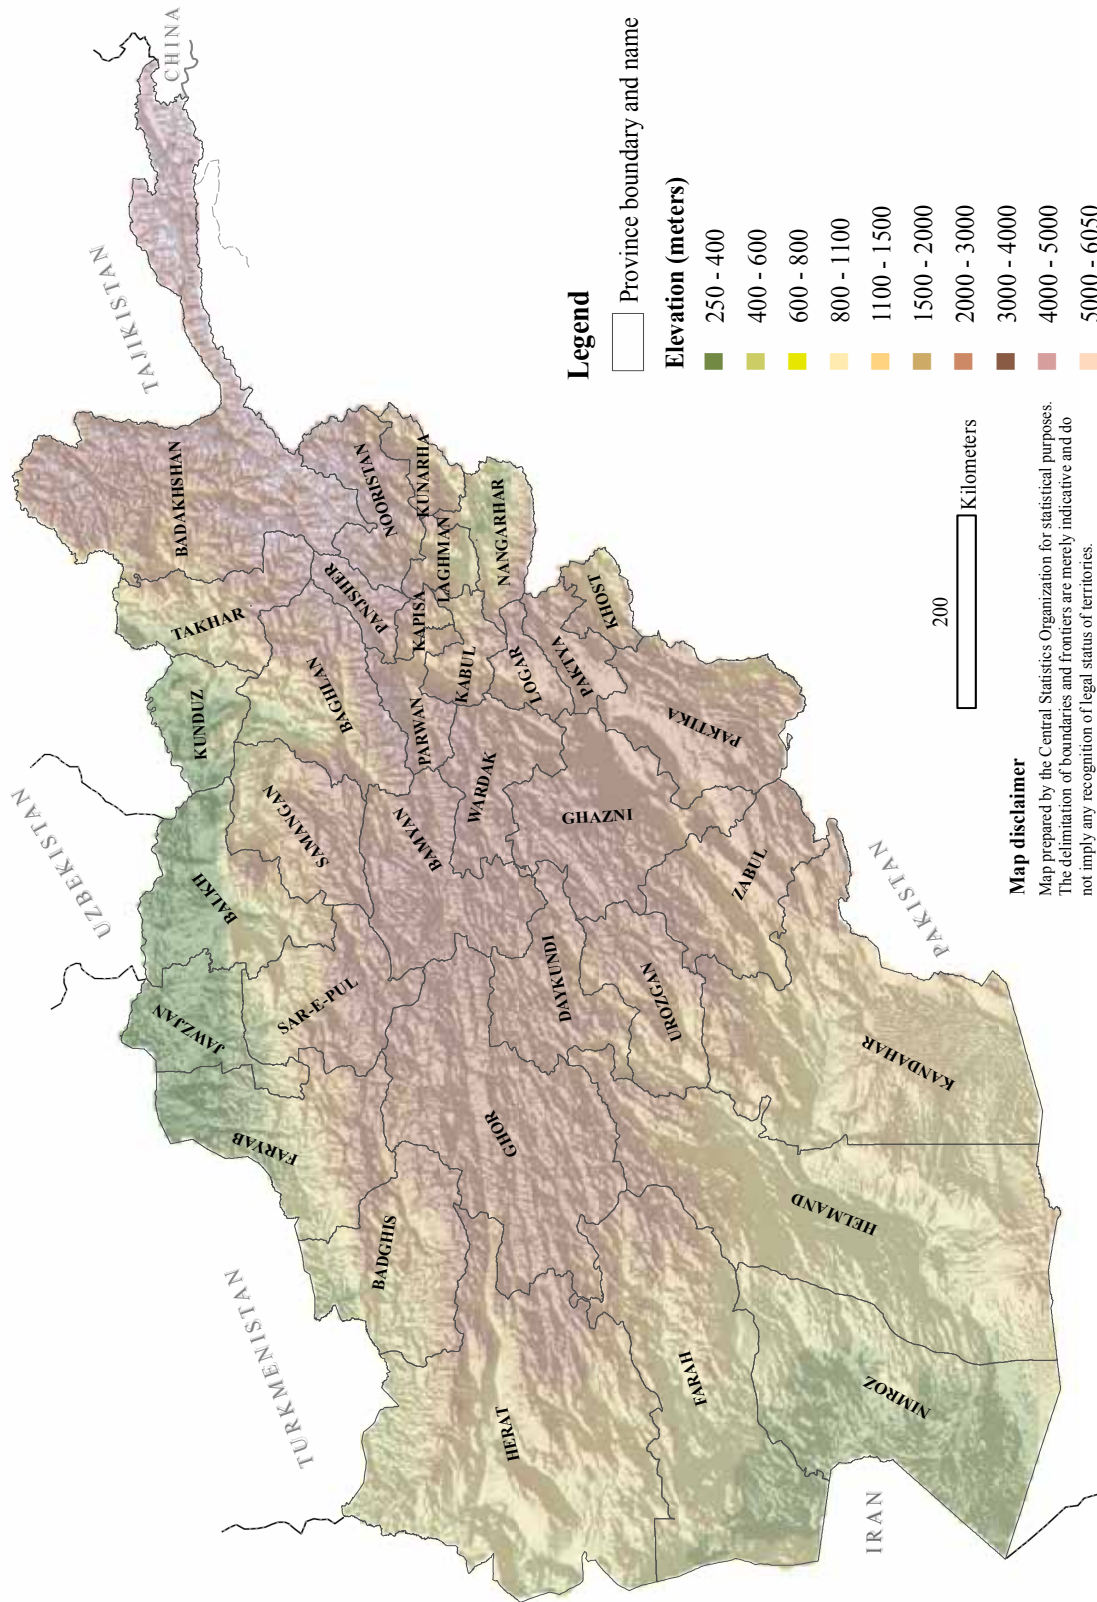 CHINA
TAJIKISTAN
UZBEKISTAN
TURKMENISTAN
IRAN
PAKISTAN
BADAKHSHAN
TAKHAR
KUNDUZ
BALKH
JAWZJAN
FARYAB
BADGHIS
HERAT
FARAH
NIMROZ
HELMAND
KANDAHAR
ZABUL
UROZGAN
DAYKUNDI
GHOR
SAR-E-PUL
SAMANGAN
BAGHLAN
BAMYAN
PARWAN
PANJSHER
NOORISTAN
KUNARHA
LAGHMAN
KAPISA
NANGARHAR
KABUL
LOGAR
WARDAK
GHAZNI
PAKTYA
KHOST
PAKTIKA
Legend
Province boundary and name
Elevation (meters)
250 - 400
400 - 600
600 - 800
800 - 1100
1100 - 1500
1500 - 2000
2000 - 3000
3000 - 4000
4000 - 5000
5000 - 6050
200
Kilometers
Map disclaimer
Map prepared by the Central Statistics Organization for statistical purposes.
The delimitation of boundaries and frontiers are merely indicative and do
not imply any recognition of legal status of territories.